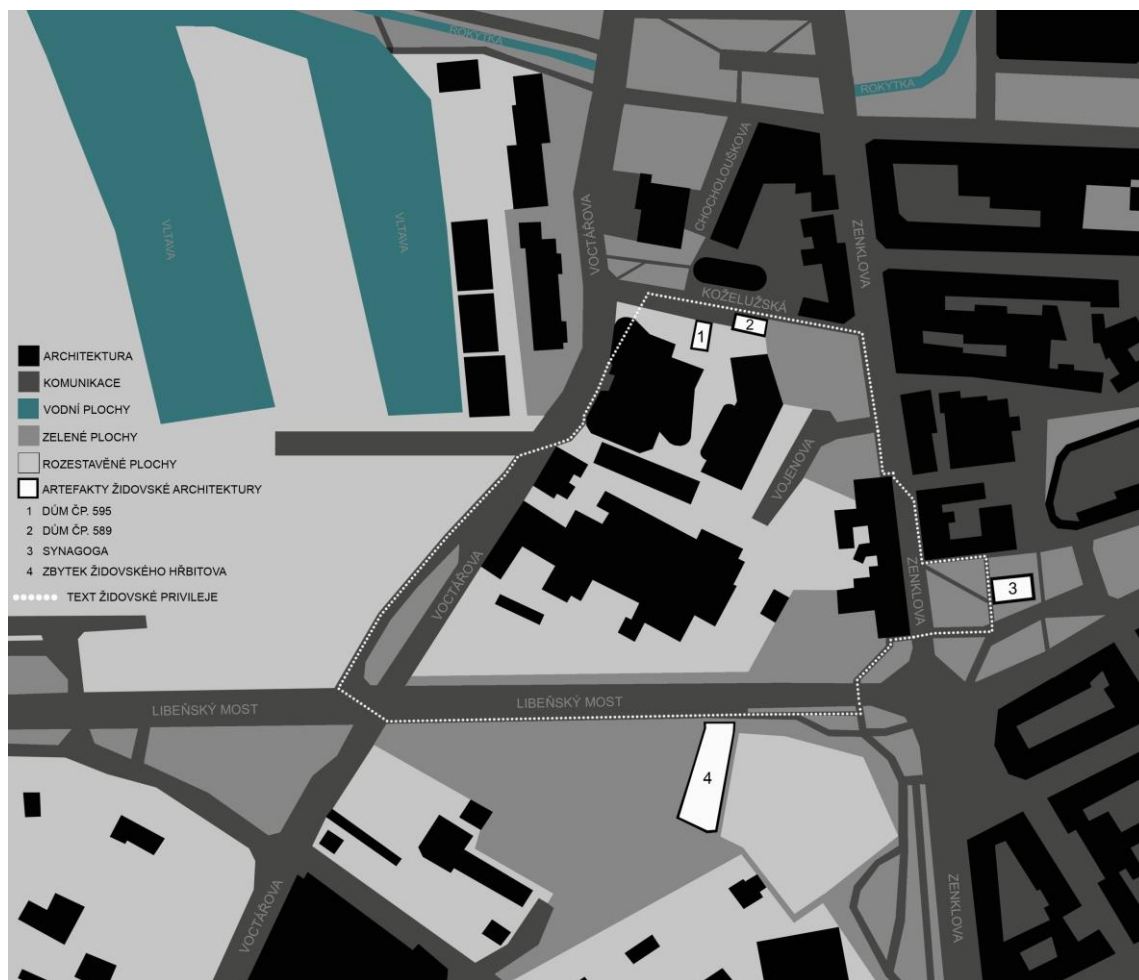 ROKYTKA
ROKYTKA
CHOCHOLOUŠKOVA
VOCTÁŘOVA
ZENKLOVA
VLTAVA
VLTAVA
KOŽELUŽSKÁ
1
2
VOJENOVA
ARCHITEKTURA
KOMUNIKACE
VODNÍ PLOCHY
ZELENÉ PLOCHY
ROZESTAVĚNÉ PLOCHY
ARTEFAKTY ŽIDOVSKÉ ARCHITEKTURY
1 DŮM ČP. 595
2 DŮM ČP. 589
3 SYNAGOGA
4 ZBYTEK ŽIDOVSKÉHO HŘBITOVA
TEXT ŽIDOVSKÉ PRIVILEJE
VOCTÁŘOVA
ZENKLOVA
3
LIBEŇSKÝ MOST
LIBEŇSKÝ MOST
4
VOCTÁŘOVA
ZENKLOVA